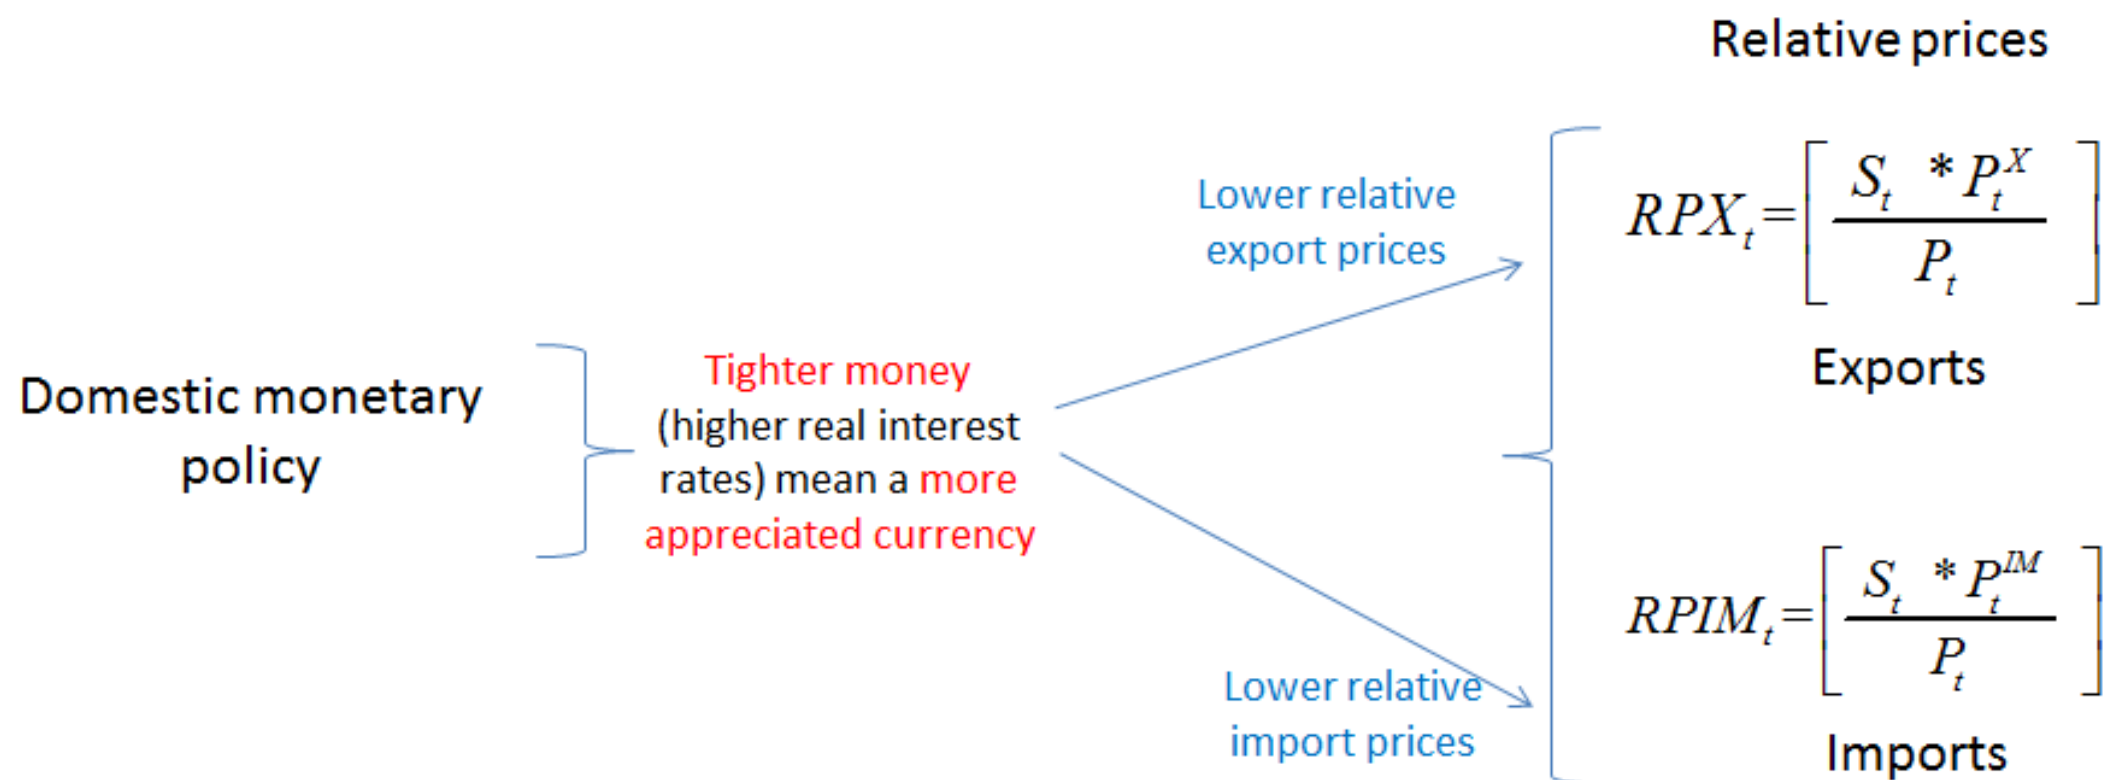 Relative prices
Lower relative
export prices
RPX_t=[ S_t * P_t^X / P_t ]
Exports
Domestic monetary
policy
Tighter money
(higher real interest
rates) mean a more
appreciated currency
RPIM_t=[ S_t * P_t^IM / P_t ]
Lower relative
import prices
Imports